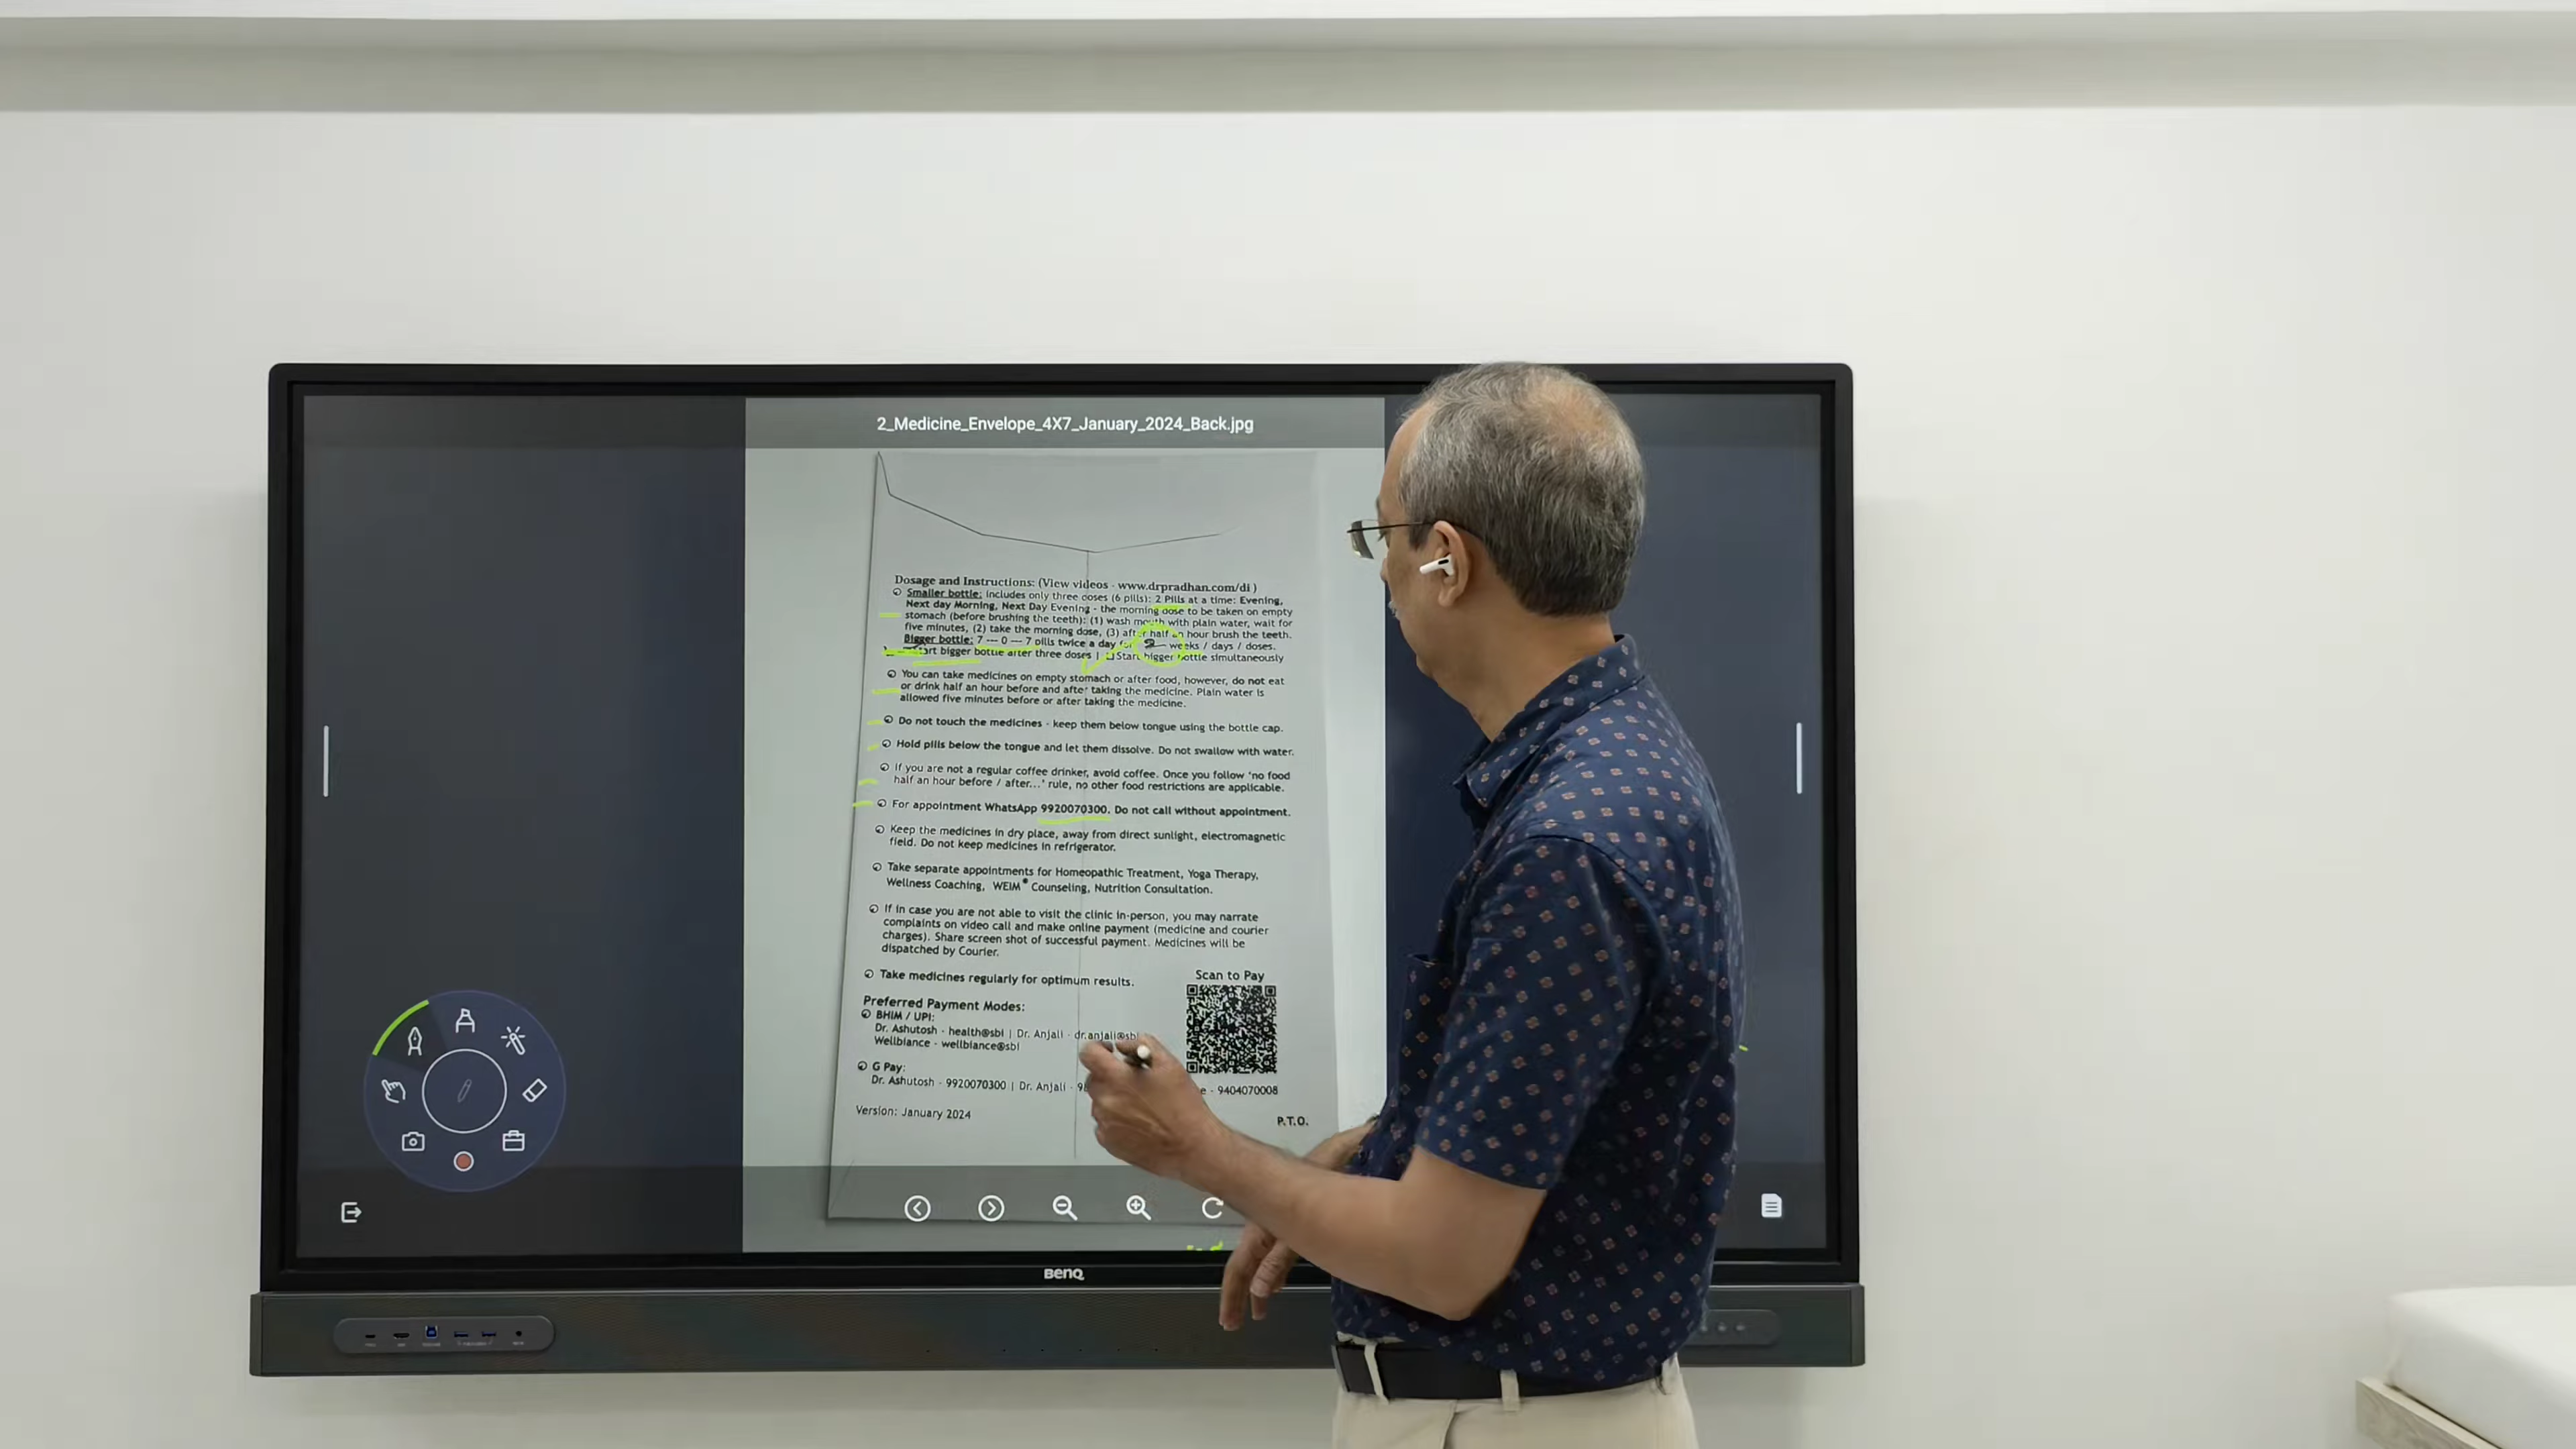 2_Medicine_Envelope_4X7_January_2024_Back.jpg
Dosage and Instructions: (View videos - www.drpradhan.com/di )
Smaller bottle: includes only three doses (6 pills): 2 Pills at a time: Evening,
Next day Morning, Next Day Evening - the morning dose to be taken on empty
stomach (before brushing the teeth): (1) wash mouth with plain water, wait for
five minutes, (2) take the morning dose, (3) after half an hour brush the teeth.
Bigger bottle: 7 --- 0 --- 7 pills twice a day weeks / days / doses.
bigger bottle after three doses | Start bigger bottle simultaneously
You can take medicines on empty stomach or after food, however, do not eat
or drink half an hour before and after taking the medicine. Plain water is
allowed five minutes before or after taking the medicine.
Do not touch the medicines - keep them below tongue using the bottle cap.
Hold pills below the tongue and let them dissolve. Do not swallow with water.
If you are not a regular coffee drinker, avoid coffee. Once you follow 'no food
half an hour before / after...' rule, no other food restrictions are applicable.
For appointment WhatsApp 9920070300. Do not call without appointment.
Keep the medicines in dry place, away from direct sunlight, electromagnetic
field. Do not keep medicines in refrigerator.
Take separate appointments for Homeopathic Treatment, Yoga Therapy,
Wellness Coaching, WEIM® Counseling, Nutrition Consultation.
If in case you are not able to visit the clinic in-person, you may narrate
complaints on video call and make online payment (medicine and courier
charges). Share screen shot of successful payment. Medicines will be
dispatched by Courier.
Take medicines regularly for optimum results.
Scan to Pay
Preferred Payment Modes:
BHIM / UPI:
Dr. Ashutosh - health@sbi | Dr. Anjali - dr.anjali@sbi
Wellbiance - wellbiance@sbi
G Pay:
Dr. Ashutosh - 9920070300 | Dr. Anjali - - 9404070008
Version: January 2024
P.T.O.
BenQ